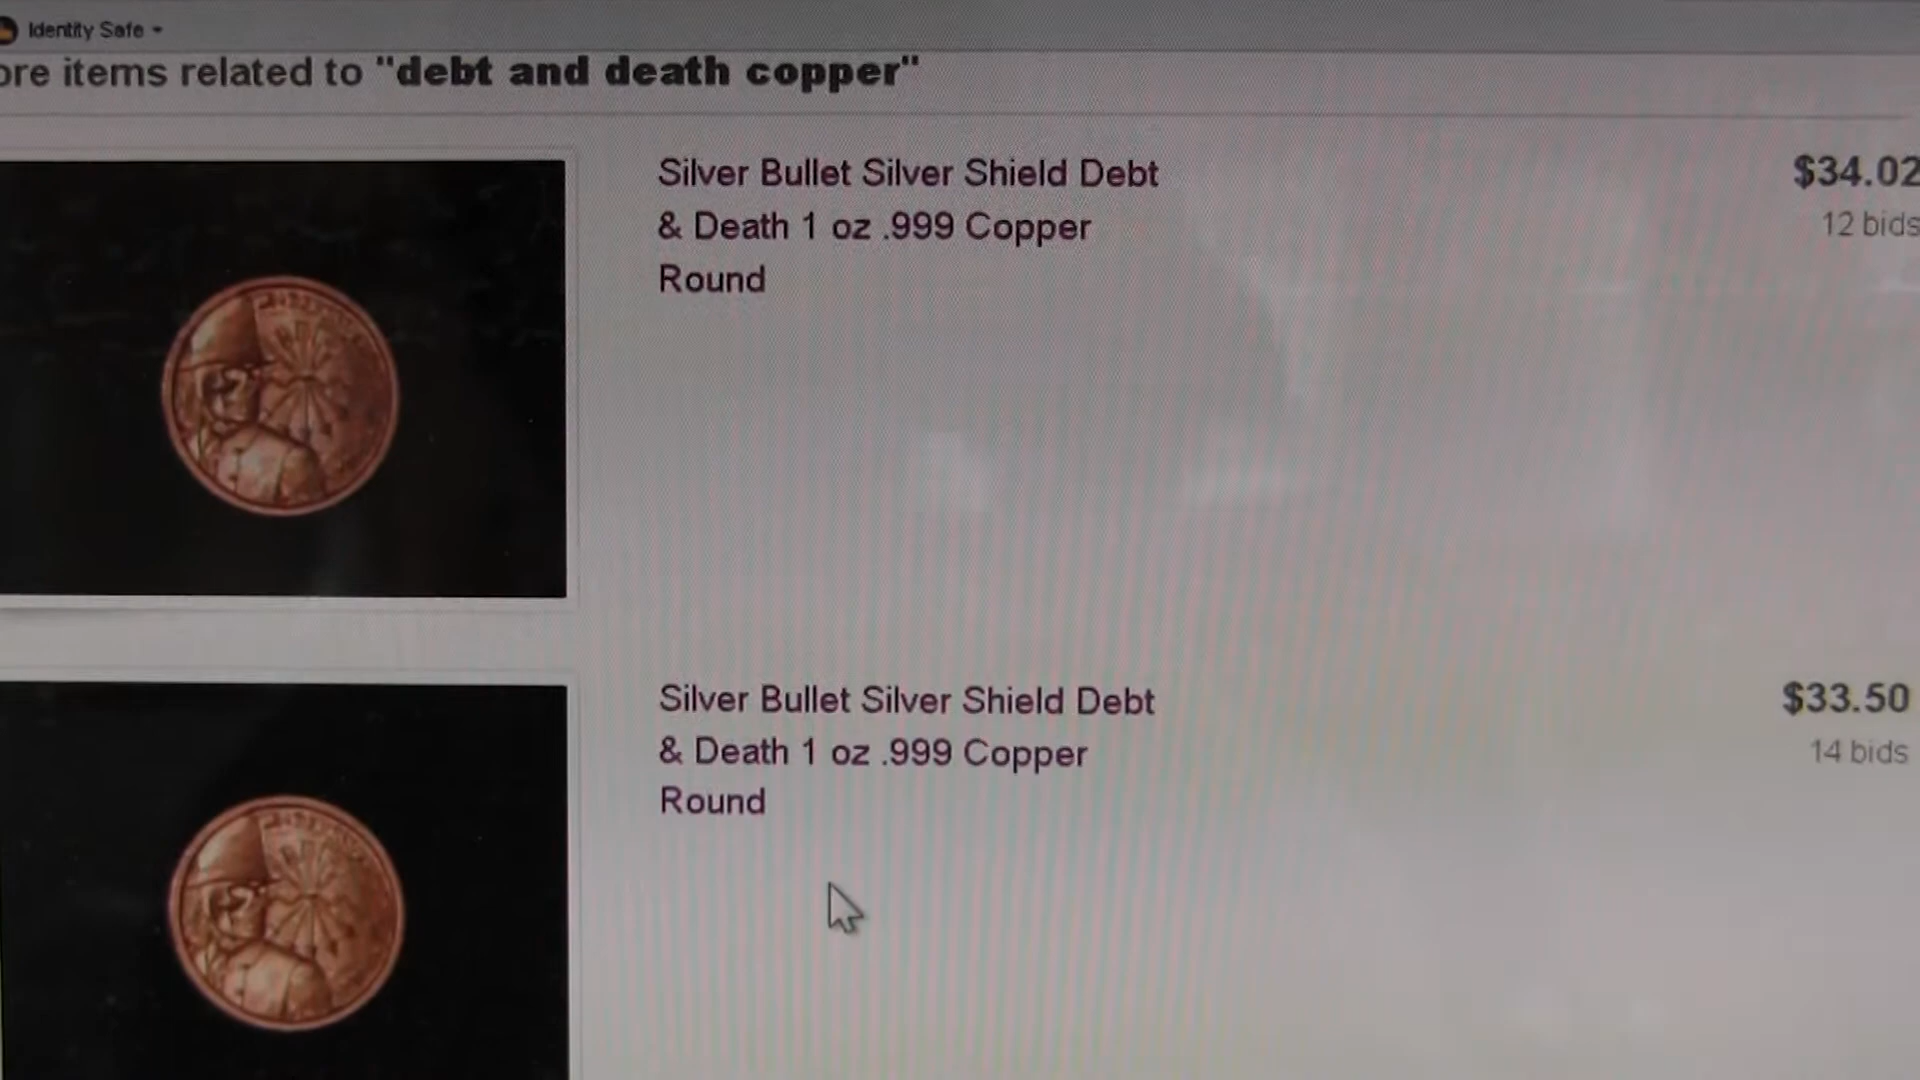 Identity Safe
ore items related to "debt and death copper"
Silver Bullet Silver Shield Debt
& Death 1 oz .999 Copper
Round
$34.02
12 bids
Silver Bullet Silver Shield Debt
& Death 1 oz .999 Copper
Round
$33.50
14 bids